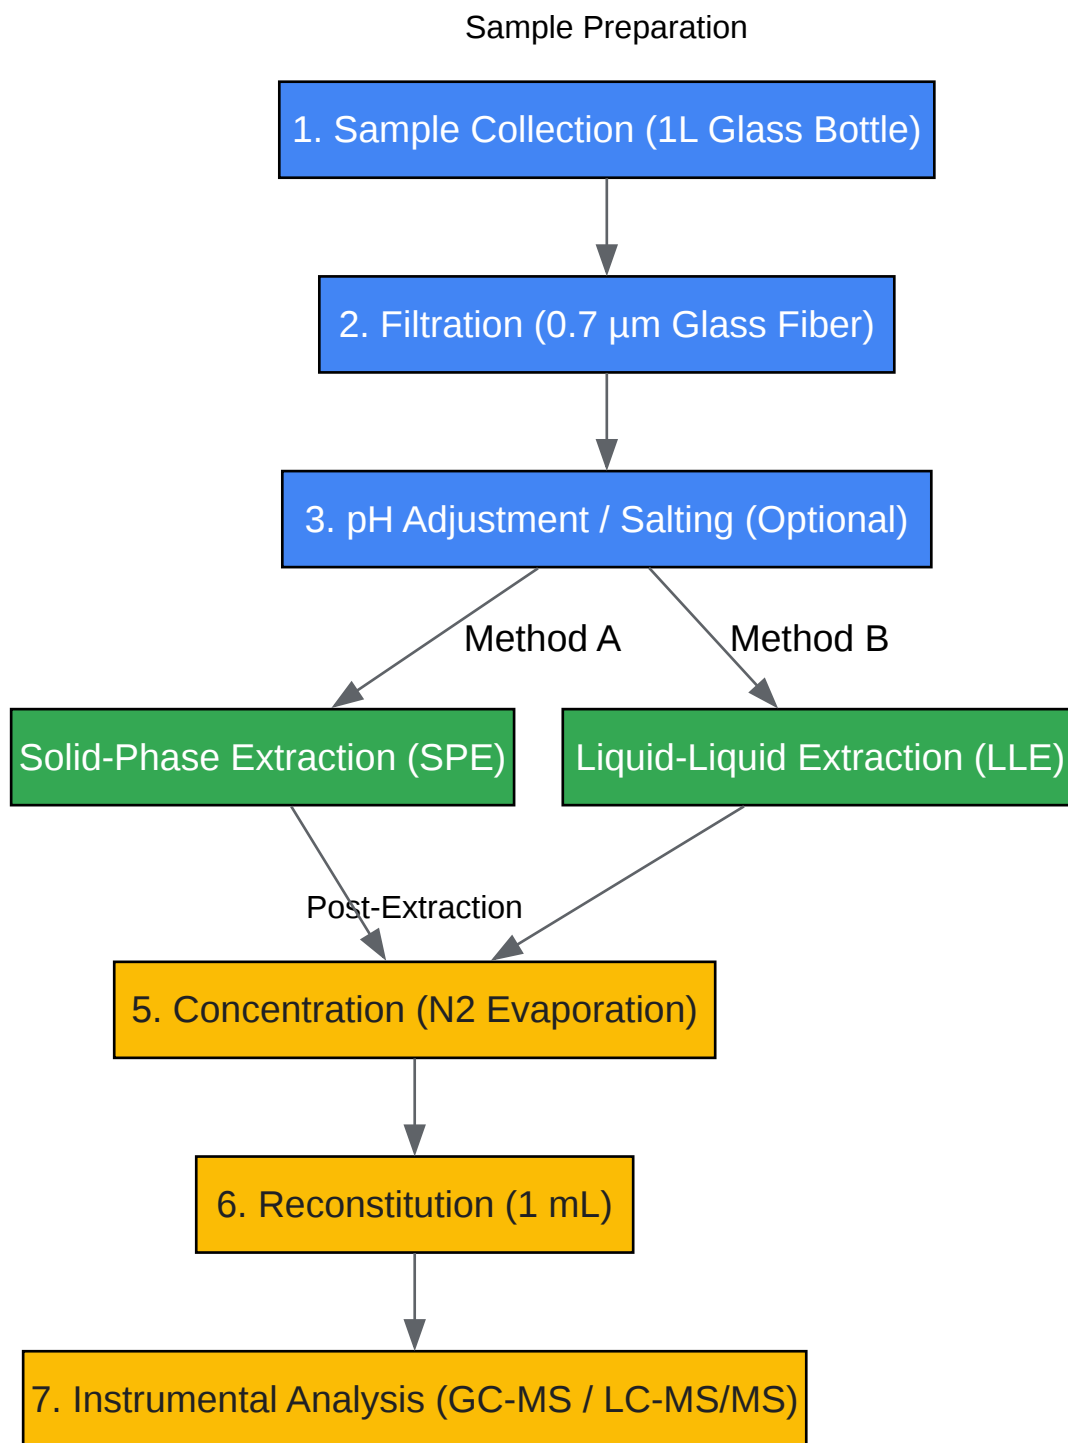 Sample Preparation
1. Sample Collection (1L Glass Bottle)
2. Filtration (0.7 µm Glass Fiber)
3. pH Adjustment / Salting (Optional)
Method A
Method B
Solid-Phase Extraction (SPE)
Liquid-Liquid Extraction (LLE)
Post-Extraction
5. Concentration (N2 Evaporation)
6. Reconstitution (1 mL)
7. Instrumental Analysis (GC-MS / LC-MS/MS)